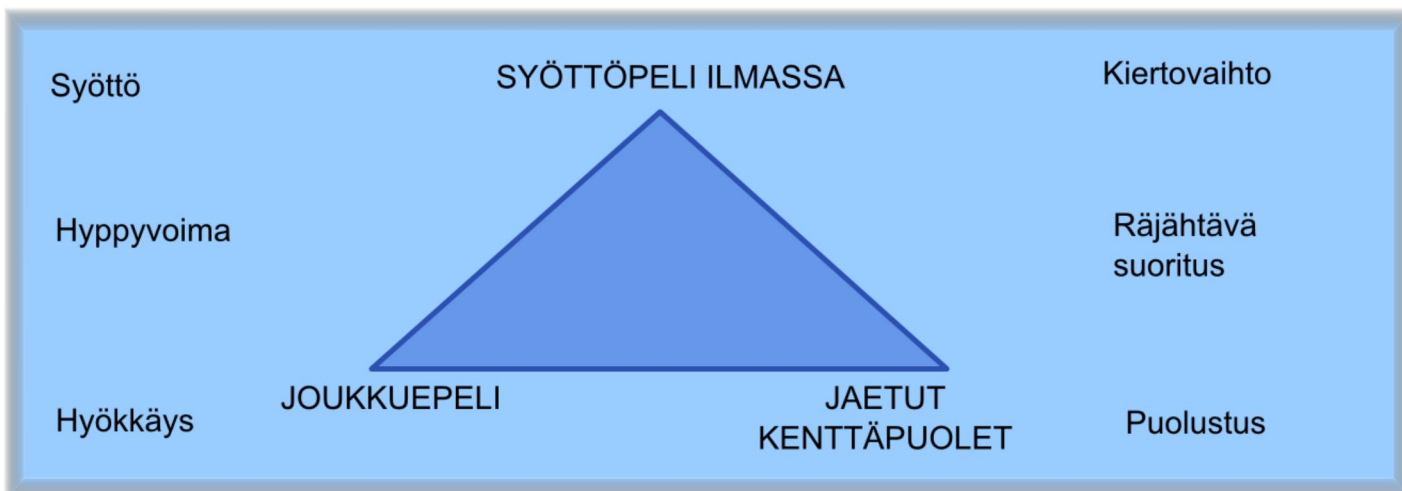 Syöttö
SYÖTTÖPELI ILMASSA
Kiertovaihto
Hyppyvoima
Räjähtävä
suoritus
Hyökkäys
JOUKKUEPELI
JAETUT
KENTTÄPUOLET
Puolustus